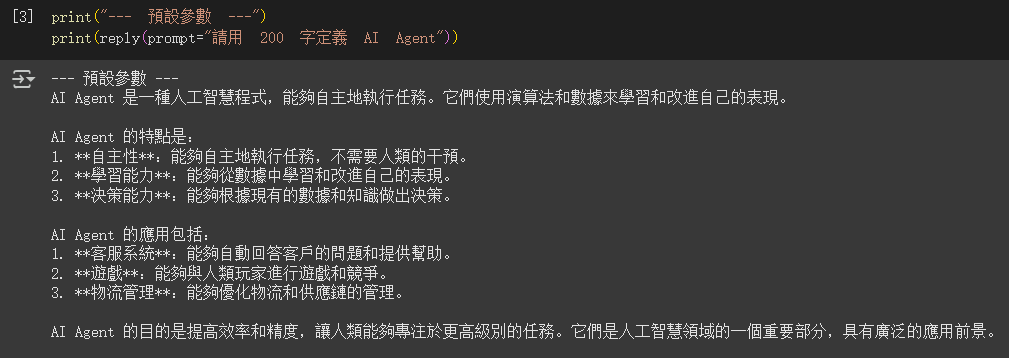 [3] print("--- 預設參數 ---")
print(reply(prompt="請用 200 字定義 AI Agent"))
--- 預設參數 ---
AI Agent 是一種人工智慧程式，能夠自主地執行任務。它們使用演算法和數據來學習和改進自己的表現。
AI Agent 的特點是：
1. **自主性**：能夠自主地執行任務，不需要人類的干預。
2. **學習能力**：能夠從數據中學習和改進自己的表現。
3. **決策能力**：能夠根據現有的數據和知識做出決策。
AI Agent 的應用包括：
1. **客服系統**：能夠自動回答客戶的問題和提供幫助。
2. **遊戲**：能夠與人類玩家進行遊戲和競爭。
3. **物流管理**：能夠優化物流和供應鏈的管理。
AI Agent 的目的是提高效率和精度，讓人類能夠專注於更高級別的任務。它們是人工智慧領域的一個重要部分，具有廣泛的應用前景。